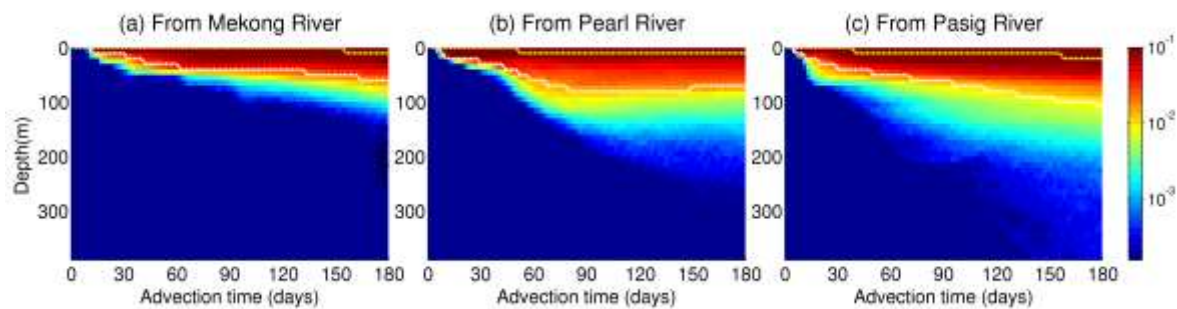 (a) From Mekong River
(b) From Pearl River
(c) From Pasig River
Depth(m)
0
100
200
300
0 30 60 90 120 150 180
Advection time (days)
0
100
200
300
0 30 60 90 120 150 180
Advection time (days)
0
100
200
300
0 30 60 90 120 150 180
Advection time (days)
10⁻¹
10⁻²
10⁻³